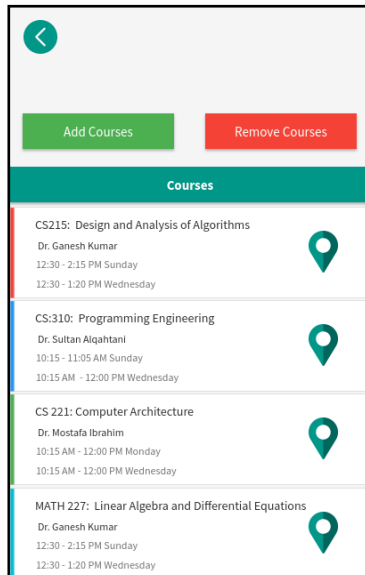 Add Courses
Remove Courses
Courses
CS215: Design and Analysis of Algorithms
Dr. Ganesh Kumar
12:30 - 2:15 PM Sunday
12:30 - 1:20 PM Wednesday
CS:310: Programming Engineering
Dr. Sultan Alqahtani
10:15 - 11:05 AM Sunday
10:15 AM - 12:00 PM Wednesday
CS 221: Computer Architecture
Dr. Mostafa Ibrahim
10:15 AM - 12:00 PM Monday
10:15 AM - 12:00 PM Wednesday
MATH 227: Linear Algebra and Differential Equations
Dr. Ganesh Kumar
12:30 - 2:15 PM Sunday
12:30 - 1:20 PM Wednesday